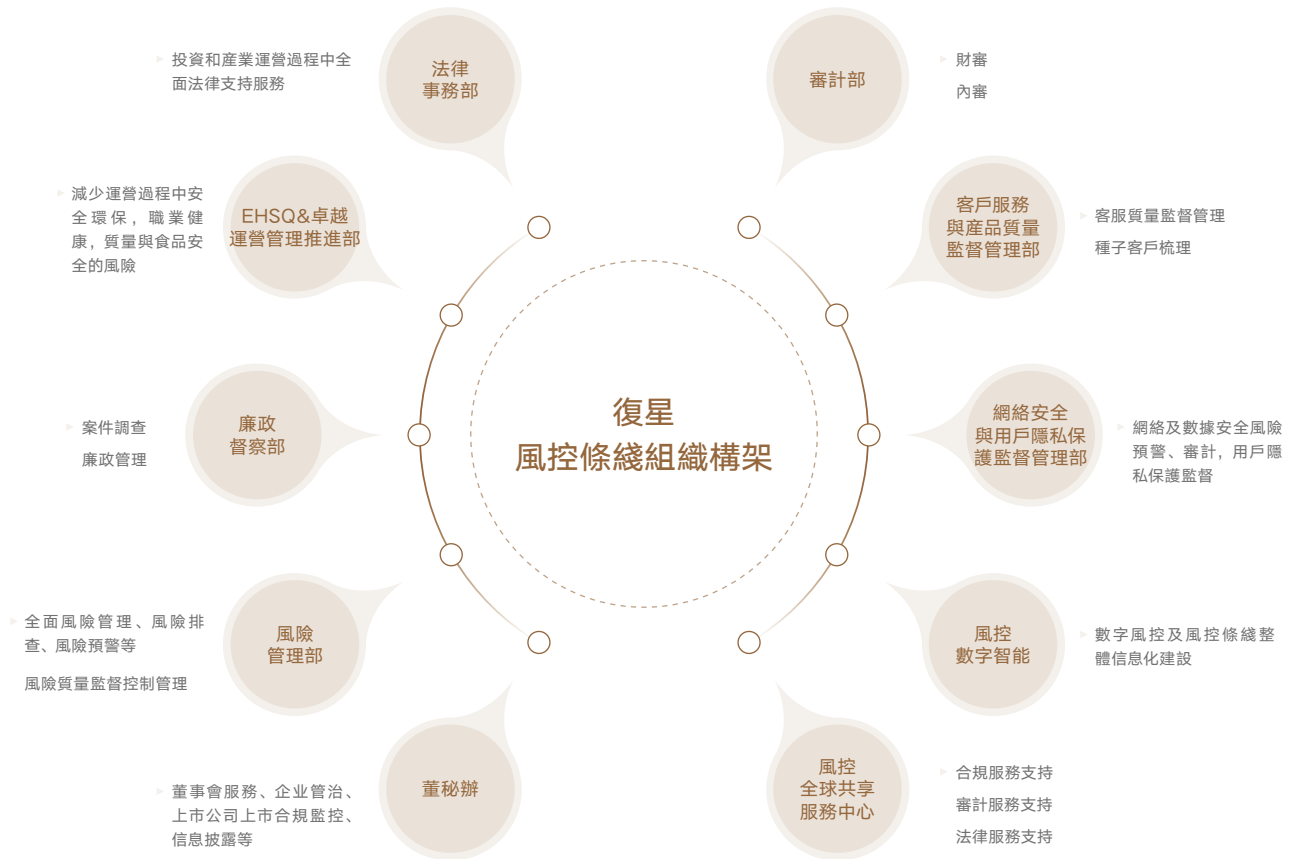 投資和産業運營過程中全
面法律支持服務
法律
事務部
審計部
財審
內審
減少運營過程中安
全環保，職業健
康，質量與食品安
全的風險
EHSQ&卓越
運營管理推進部
客戶服務
與産品質量
監督管理部
客服質量監督管理
種子客戶梳理
案件調查
廉政管理
廉政
督察部
復星
風控條綫組織構架
網絡安全
與用戶隱私保
護監督管理部
網絡及數據安全風險
預警、審計，用戶隱
私保護監督
全面風險管理、風險排
查、風險預警等
風險質量監督控制管理
風險
管理部
風控
數字智能
數字風控及風控條綫整
體信息化建設
董事會服務、企业管治、
上市公司上市合規監控、
信息披露等
董秘辦
風控
全球共享
服務中心
合規服務支持
審計服務支持
法律服務支持